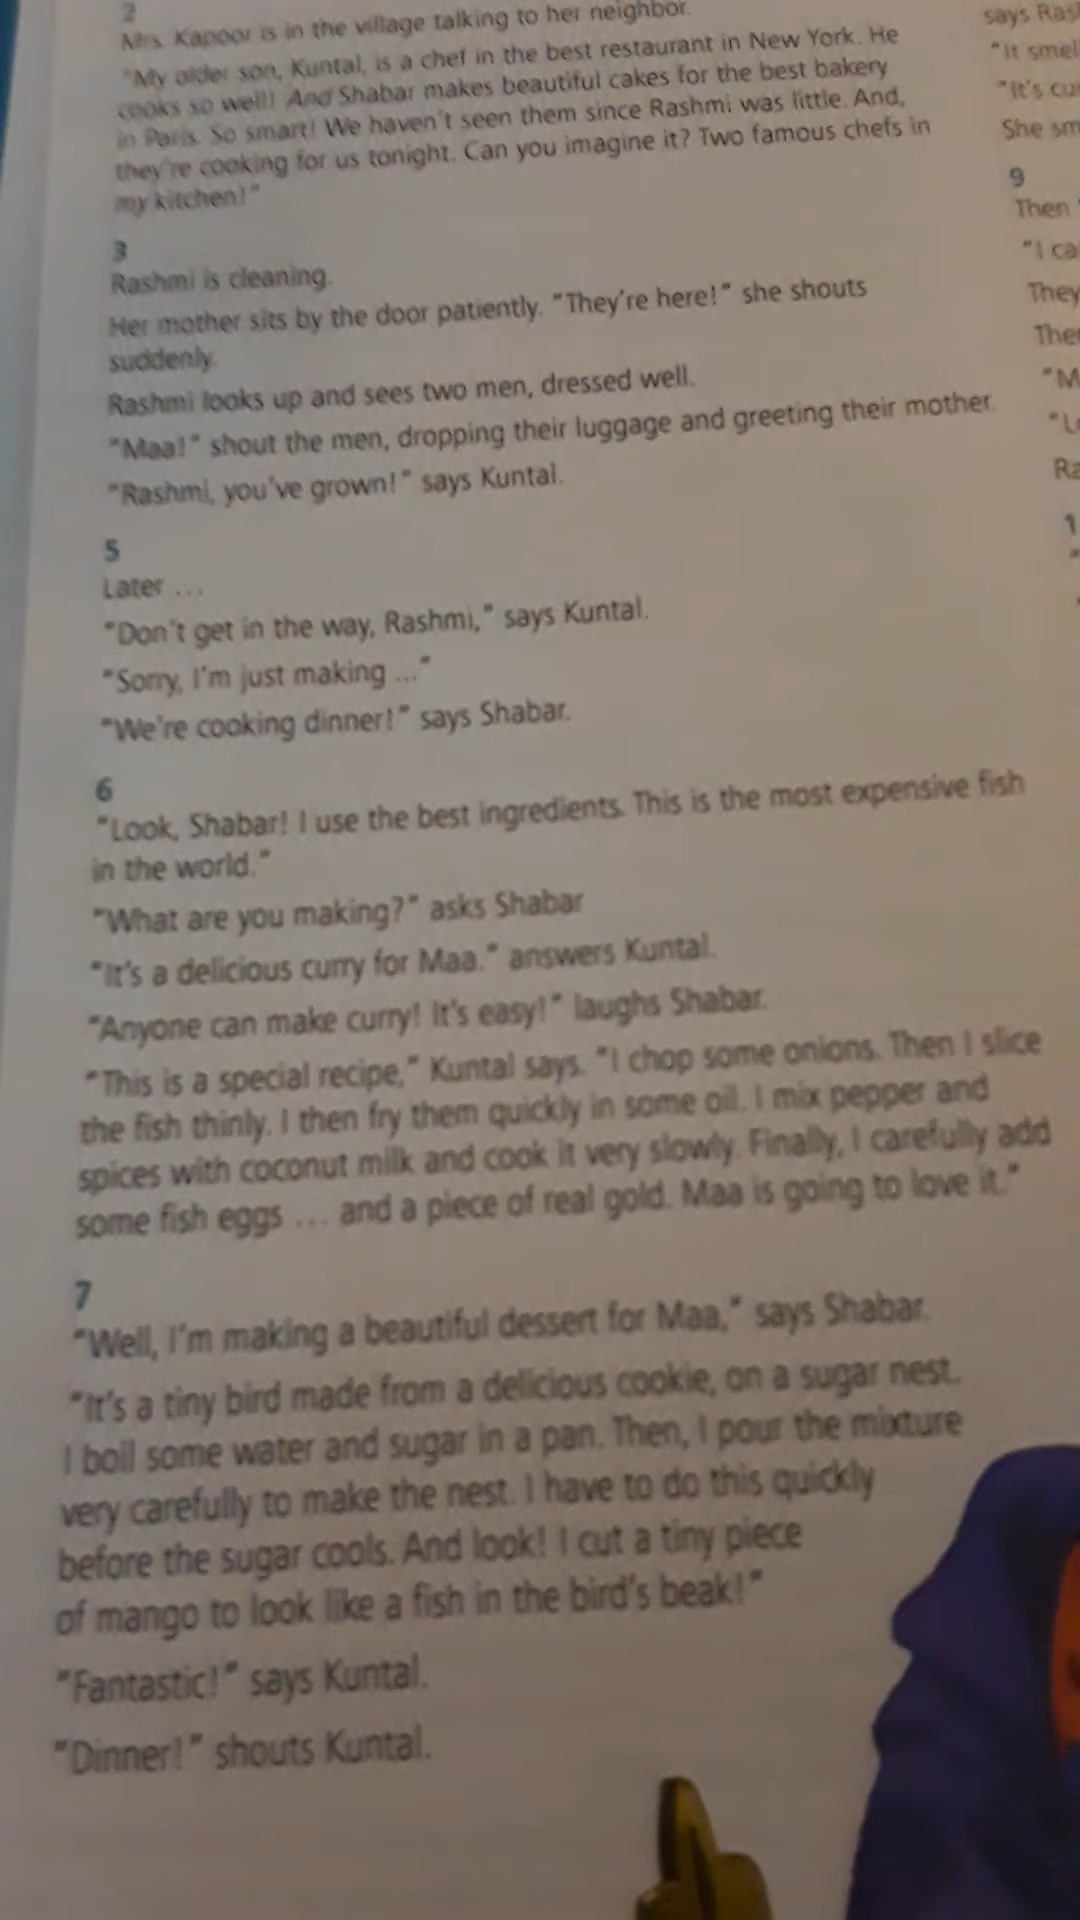 2
Mrs. Kapoor is in the village talking to her neighbor.
"My older son, Kuntal, is a chef in the best restaurant in New York. He
cooks so well! And Shabar makes beautiful cakes for the best bakery
in Paris. So smart! We haven't seen them since Rashmi was little. And,
they're cooking for us tonight. Can you imagine it? Two famous chefs in
my kitchen!"
3
Rashmi is cleaning.
Her mother sits by the door patiently. "They're here!" she shouts
suddenly.
Rashmi looks up and sees two men, dressed well.
"Maa!" shout the men, dropping their luggage and greeting their mother.
"Rashmi, you've grown!" says Kuntal.
5
Later ...
"Don't get in the way, Rashmi," says Kuntal.
"Sorry, I'm just making ..."
"We're cooking dinner!" says Shabar.
6
"Look, Shabar! I use the best ingredients. This is the most expensive fish
in the world."
"What are you making?" asks Shabar
"It's a delicious curry for Maa." answers Kuntal.
"Anyone can make curry! It's easy!" laughs Shabar.
"This is a special recipe," Kuntal says. "I chop some onions. Then I slice
the fish thinly. I then fry them quickly in some oil. I mix pepper and
spices with coconut milk and cook it very slowly. Finally, I carefully add
some fish eggs ... and a piece of real gold. Maa is going to love it."
7
"Well, I'm making a beautiful dessert for Maa," says Shabar.
"It's a tiny bird made from a delicious cookie, on a sugar nest.
I boil some water and sugar in a pan. Then, I pour the mixture
very carefully to make the nest. I have to do this quickly
before the sugar cools. And look! I cut a tiny piece
of mango to look like a fish in the bird's beak!"
"Fantastic!" says Kuntal.
"Dinner!" shouts Kuntal.
says
"It
"It's
She
9
Then
"I
They